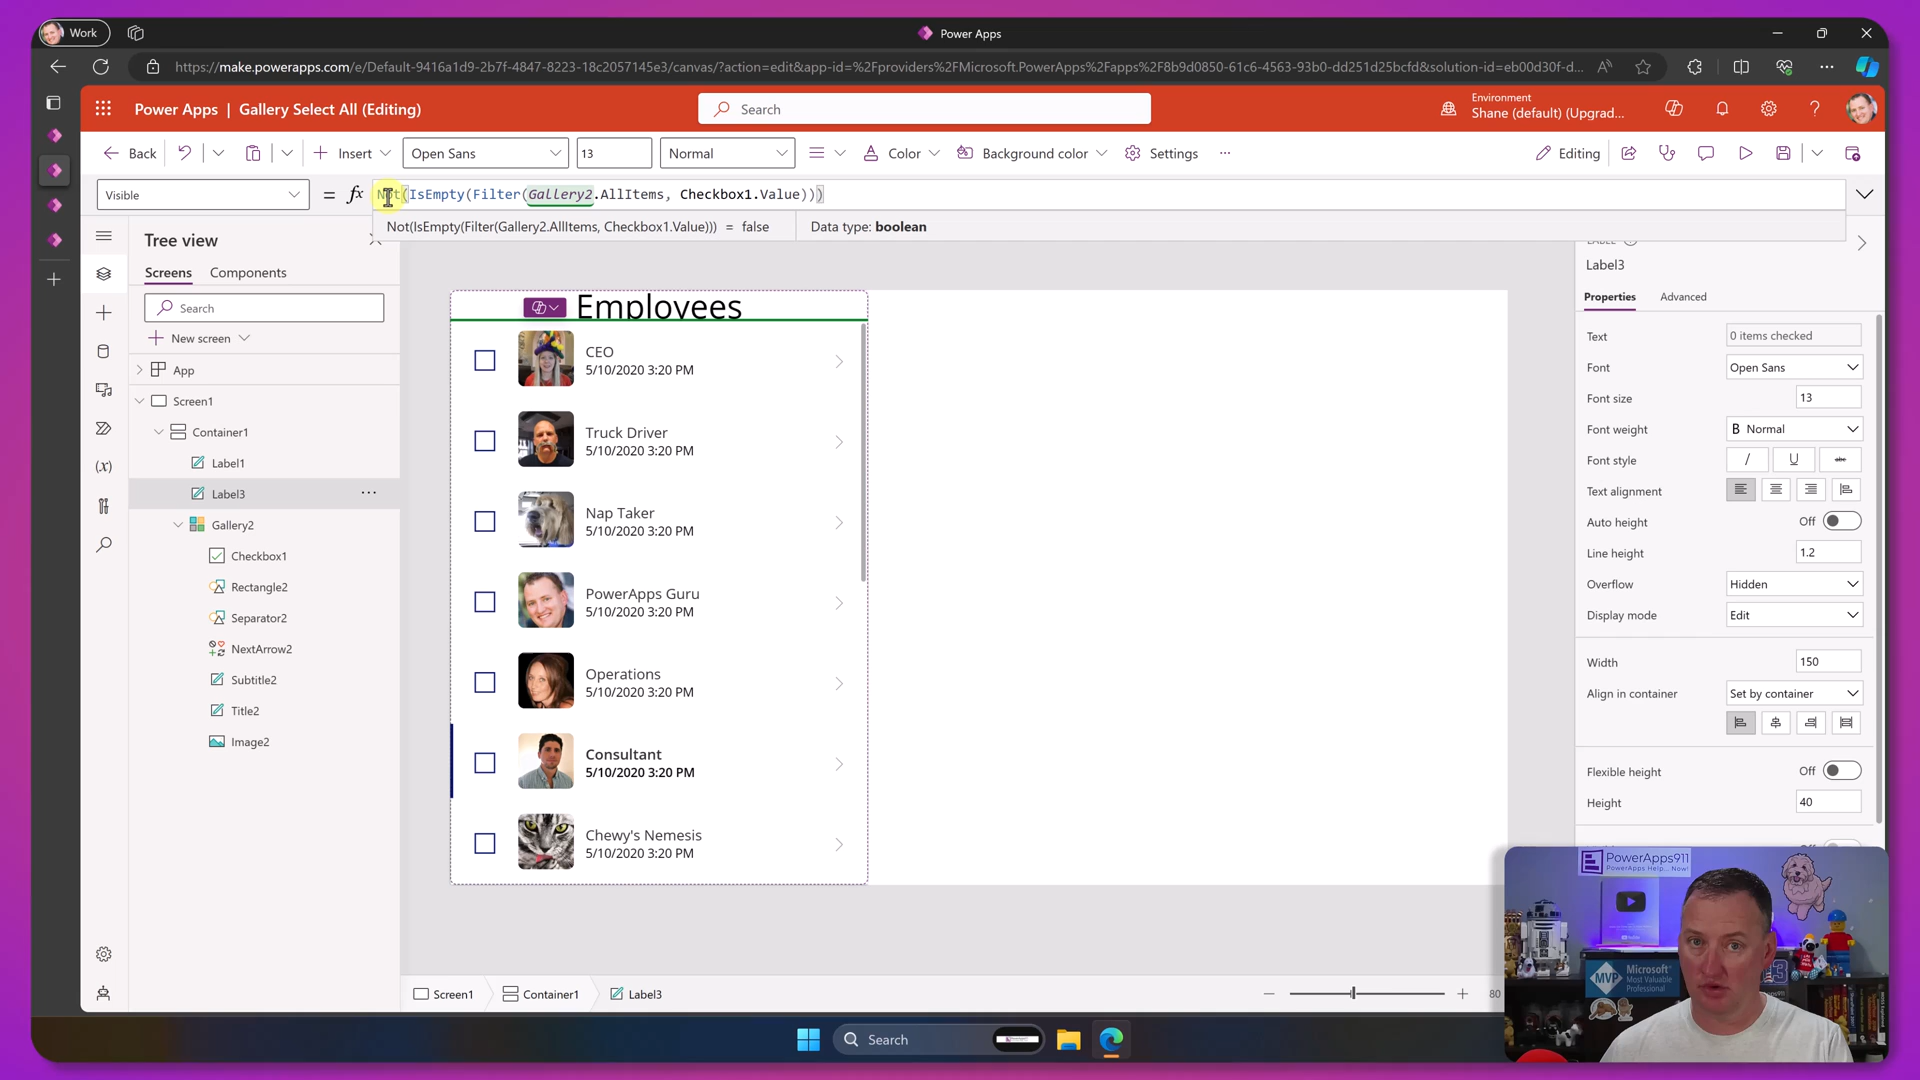 Work
Power Apps
https://make.powerapps.com/e/Default-9416a1d9-2b7f-4847-8223-18c2057145e3/canvas/?action=edit&app-id=%2Fproviders%2FMicrosoft.PowerApps%2Fapps%2F8b9d0850-61c6-4563-93b0-dd251d25bcfd&solution-id=eb00d30f-d...
Power Apps | Gallery Select All (Editing)
Search
Environment
Shane (default) (Upgrad...
Back
Insert
Open Sans
13
Normal
Color
Background color
Settings
Editing
Visible
= fx Not(IsEmpty(Filter(Gallery2.AllItems, Checkbox1.Value)))
Not(IsEmpty(Filter(Gallery2.AllItems, Checkbox1.Value))) = false
Data type: boolean
Tree view
Screens
Components
Search
New screen
App
Screen1
Container1
Label1
Label3
Gallery2
Checkbox1
Rectangle2
Separator2
NextArrow2
Subtitle2
Title2
Image2
Employees
CEO
5/10/2020 3:20 PM
Truck Driver
5/10/2020 3:20 PM
Nap Taker
5/10/2020 3:20 PM
PowerApps Guru
5/10/2020 3:20 PM
Operations
5/10/2020 3:20 PM
Consultant
5/10/2020 3:20 PM
Chewy's Nemesis
5/10/2020 3:20 PM
Label3
Properties
Advanced
Text
0 items checked
Font
Open Sans
Font size
13
Font weight
B Normal
Font style
/ U abc
Text alignment
Auto height
Off
Line height
1.2
Overflow
Hidden
Display mode
Edit
Width
150
Align in container
Set by container
Flexible height
Off
Height
40
Screen1
Container1
Label3
80
PowerApps911
PowerApps Help... Now!
MVP
Microsoft
Most Valuable
Professional
Search